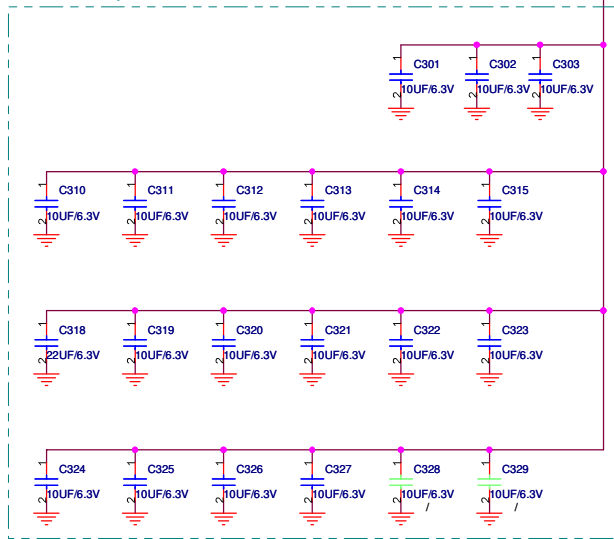 1 C301 1 C302 1 C303
2 10UF/6.3V 2 10UF/6.3V 2 10UF/6.3V
1 C310 1 C311 1 C312 1 C313 1 C314 1 C315
2 10UF/6.3V 2 10UF/6.3V 2 10UF/6.3V 2 10UF/6.3V 2 10UF/6.3V 2 10UF/6.3V
1 C318 1 C319 1 C320 1 C321 1 C322 1 C323
2 22UF/6.3V 2 10UF/6.3V 2 10UF/6.3V 2 10UF/6.3V 2 10UF/6.3V 2 10UF/6.3V
1 C324 1 C325 1 C326 1 C327 1 C328 1 C329
2 10UF/6.3V 2 10UF/6.3V 2 10UF/6.3V 2 10UF/6.3V 2 10UF/6.3V 2 10UF/6.3V
/ /